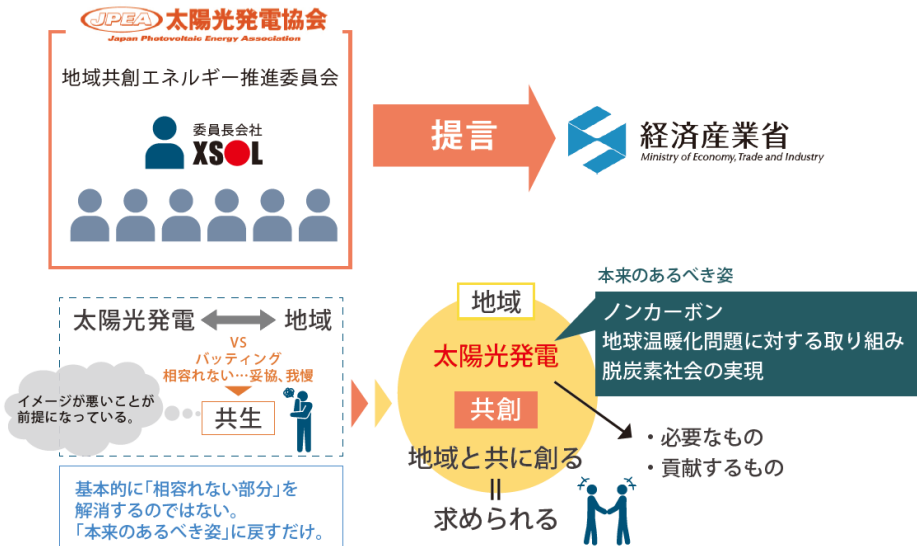 JPEA 太陽光発電協会
Japan Photovoltaic Energy Association
地域共創エネルギー推進委員会
委員長会社
XSOL
提言
経済産業省
Ministry of Economy, Trade and Industry
太陽光発電
地域
VS
バッティング
相容れない…妥協、我慢
イメージが悪いことが
前提になっている。
共生
基本的に「相容れない部分」を
解消するのではない。
「本来のあるべき姿」に戻すだけ。
地域
太陽光発電
共創
地域と共に創る
=
求められる
本来のあるべき姿
ノンカーボン
地球温暖化問題に対する取り組み
脱炭素社会の実現
・必要なもの
・貢献するもの